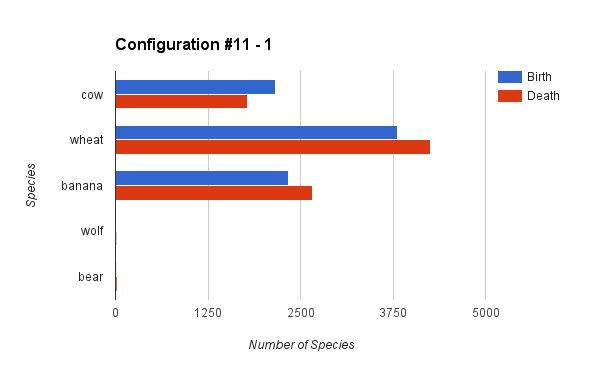 Configuration #11 - 1
Birth
Death
cow
wheat
banana
wolf
bear
Species
0 1250 2500 3750 5000
Number of Species